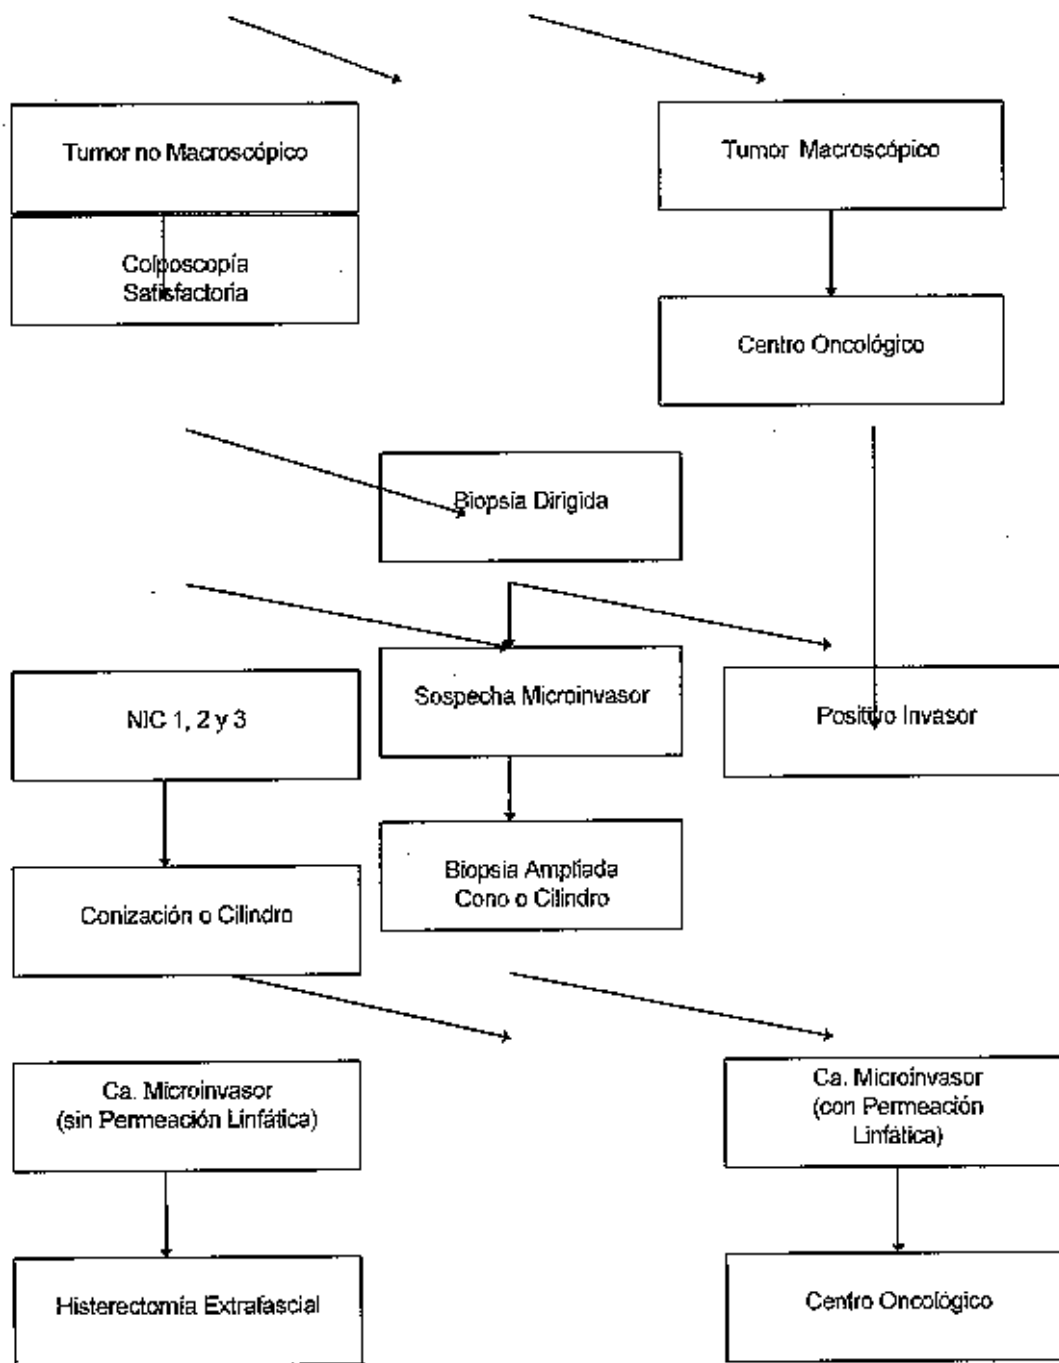 Tumor no Macroscópico
Tumor Macroscópico
Colposcopía
Satisfactoria
Centro Oncológico
Biopsia Dirigida
NIC 1, 2 y 3
Sospecha Microinvasor
Positivo Invasor
Conización o Cilindro
Biopsia Ampliada
Cono o Cilindro
Ca. Microinvasor
(sin Permeación Linfática)
Ca. Microinvasor
(con Permeación
Linfática)
Histerectomía Extrafascial
Centro Oncológico